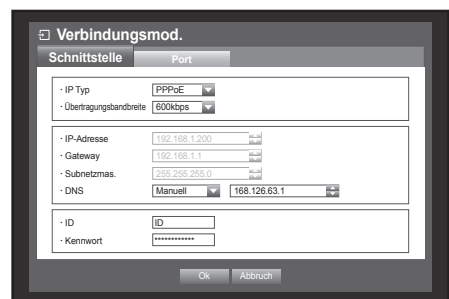 Verbindungsmod.
Schnittstelle Port
· IP Typ PPPoE
· Übertragungsbandbreite 600kbps
· IP-Adresse 192.168.1.200
· Gateway 192.168.1.1
· Subnetzmas. 255.255.255.0
· DNS Manuell 168.126.63.1
· ID ID
· Kennwort ************
Ok Abbruch